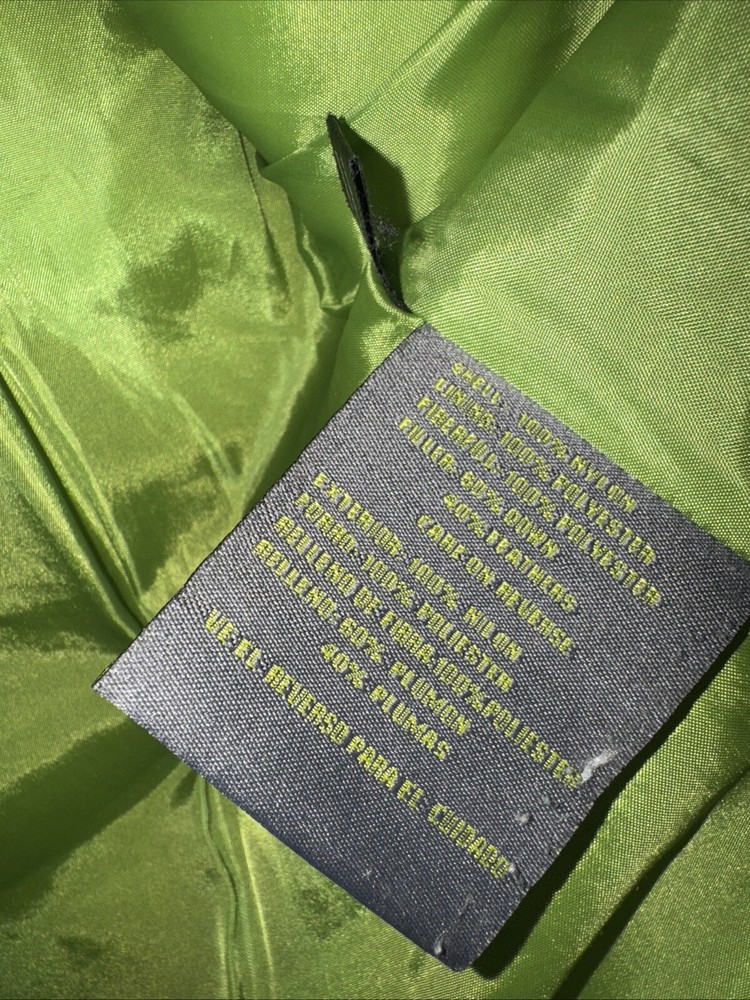 SHELL: 100% NYLON
LINING: 100% POLYESTER
FIBERFILL: 100% POLYESTER
FILLER: 60% DOWN
40% FEATHERS
CARE ON REVERSE
EXTERIOR: 100% NILON
FORRO: 100% POLIESTER
RELLENO DE FIBRA:100%POLIESTER
RELLENO: 60% PLUMON
40% PLUMAS
VE EL REVERSO PARA EL CUIDADO